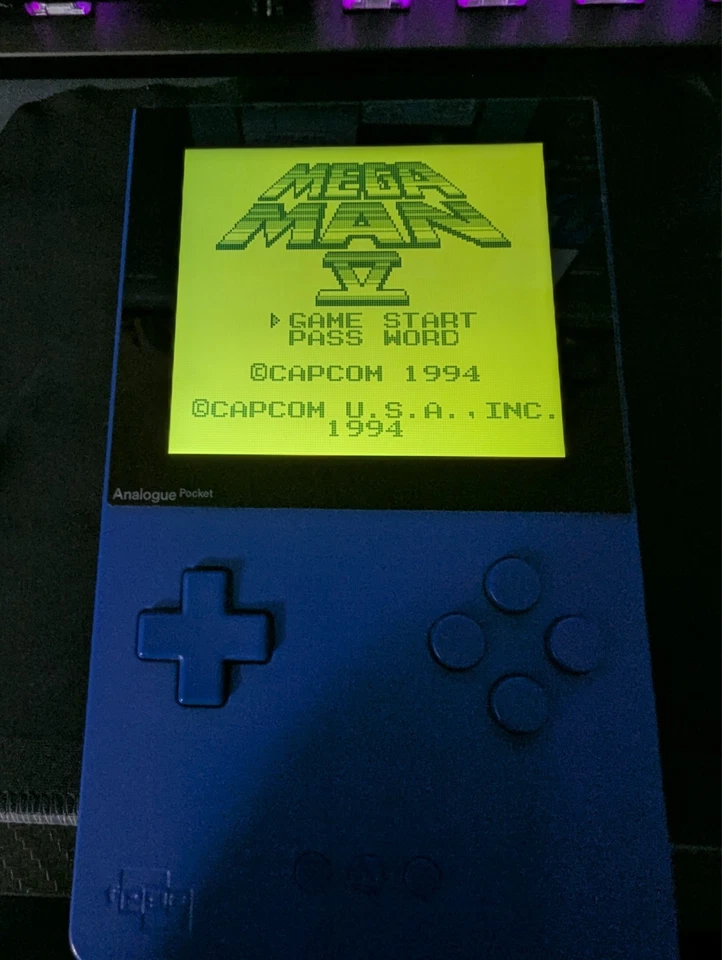 MEGA
MAN
V
GAME START
PASS WORD
©CAPCOM 1994
©CAPCOM U.S.A.,INC.
1994
Analogue Pocket